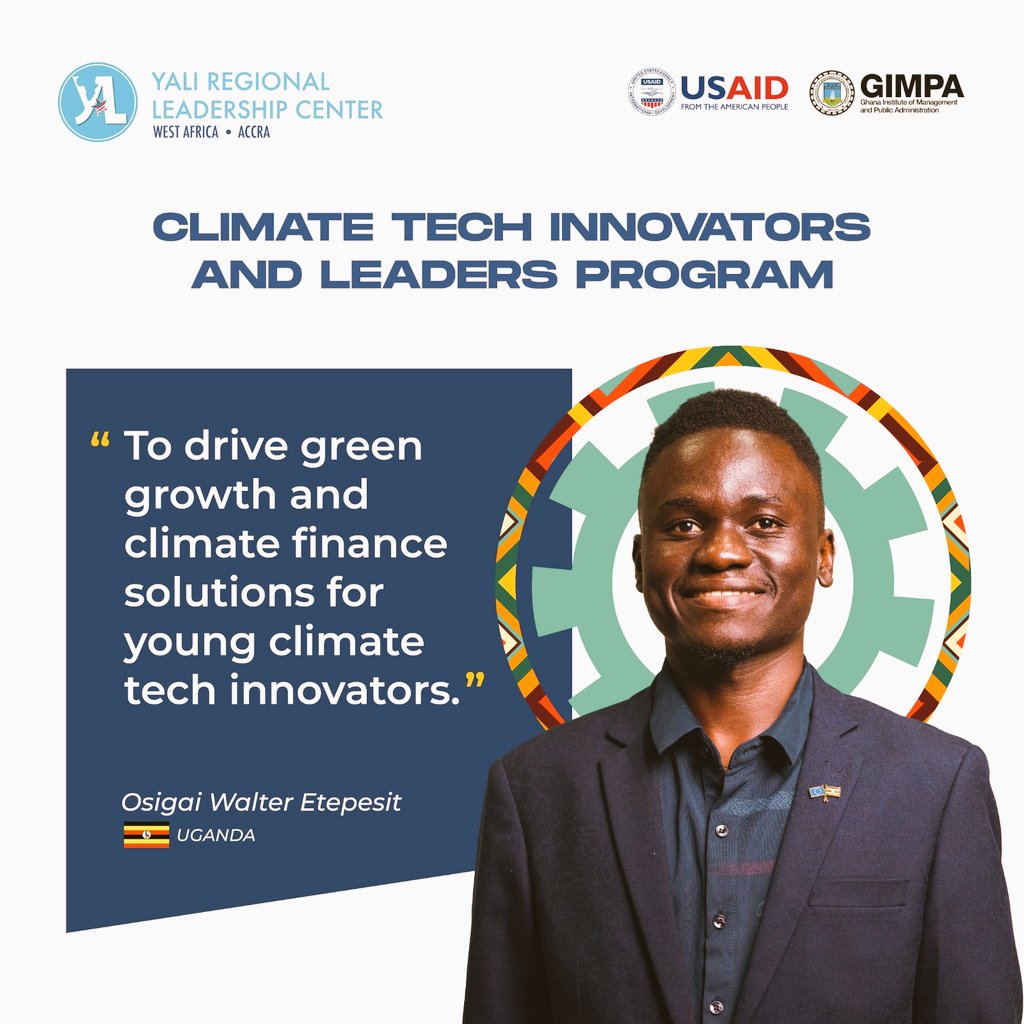 YALI REGIONAL
LEADERSHIP CENTER
WEST AFRICA • ACCRA
USAID
USAID
FROM THE AMERICAN PEOPLE
GIMPA
Ghana Institute of Management
and Public Administration
CLIMATE TECH INNOVATORS
AND LEADERS PROGRAM
“ To drive green
growth and
climate finance
solutions for
young climate
tech innovators.”
Osigai Walter Etepesit
UGANDA